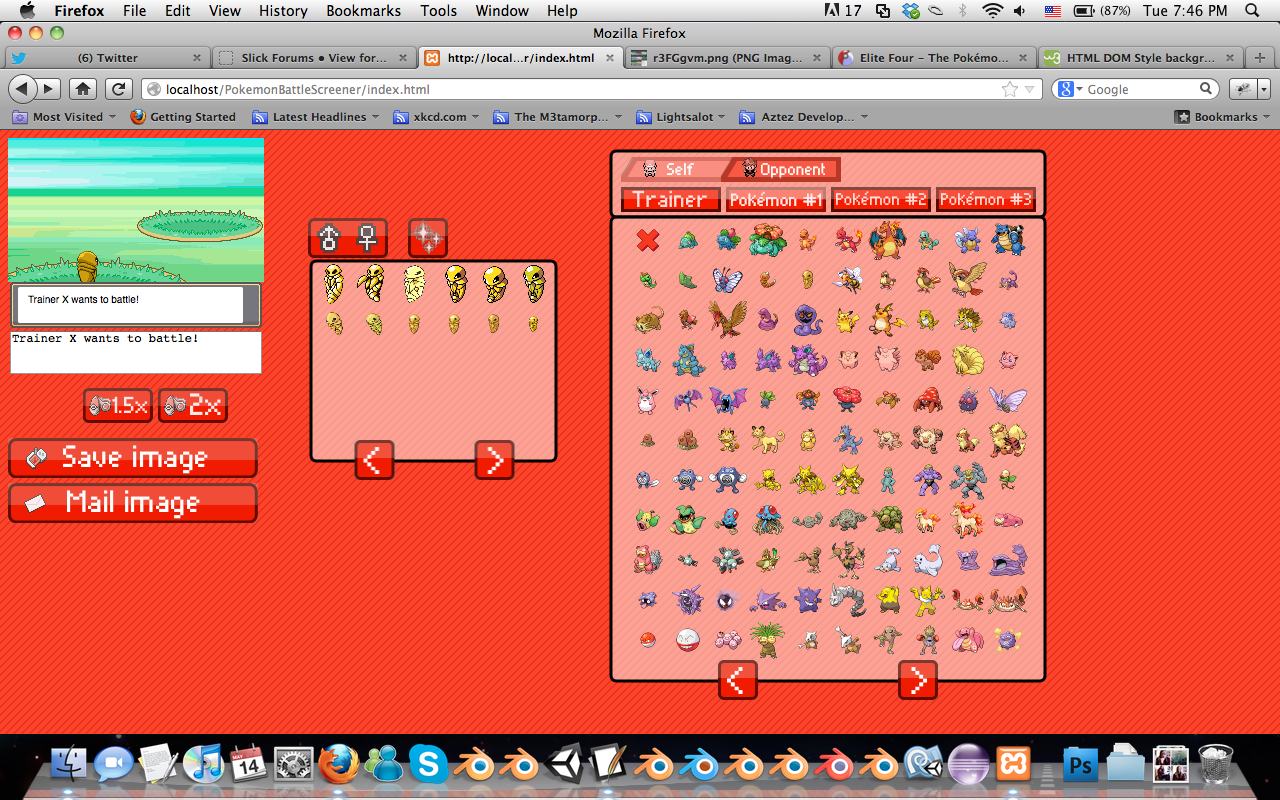 Firefox File Edit View History Bookmarks Tools Window Help 17 (87%) Tue 7:46 PM
Mozilla Firefox
(6) Twitter
Slick Forums • View for...
http://local...r/index.html
r3FGgvm.png (PNG Imag...
Elite Four – The Pokémo...
HTML DOM Style backgr...
localhost/PokemonBattleScreener/index.html
Google
Most Visited
Getting Started
Latest Headlines
xkcd.com
The M3tamorp...
Lightsalot
Aztez Develop...
Bookmarks
Self
Opponent
Trainer
Pokémon #1
Pokémon #2
Pokémon #3
Trainer X wants to battle!
Trainer X wants to battle!
1.5x
2x
Save image
Mail image
<
>
<
>
MAY
14
S
Ps